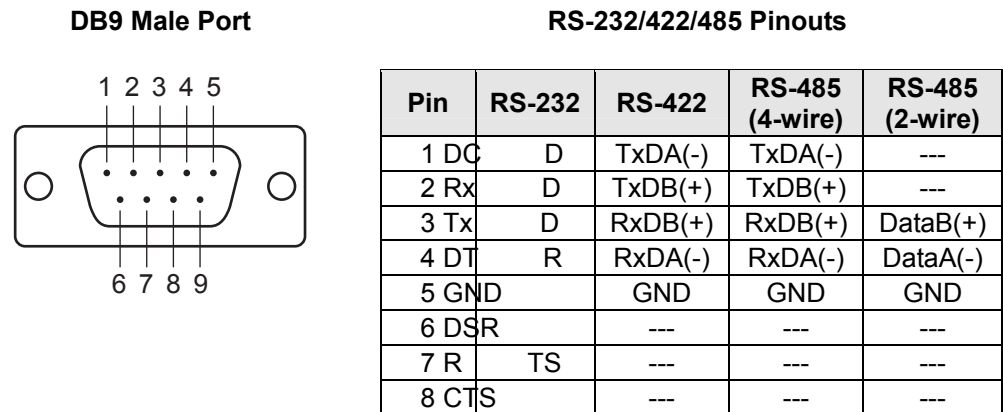 DB9 Male Port
RS-232/422/485 Pinouts
1 2 3 4 5
6 7 8 9
Pin RS-232 RS-422 RS-485 (4-wire) RS-485 (2-wire)
1 DC D TxDA(-) TxDA(-) ---
2 Rx D TxDB(+) TxDB(+) ---
3 Tx D RxDB(+) RxDB(+) DataB(+)
4 DT R RxDA(-) RxDA(-) DataA(-)
5 GND GND GND GND
6 DSR --- --- ---
7 R TS --- --- ---
8 CTS --- --- ---